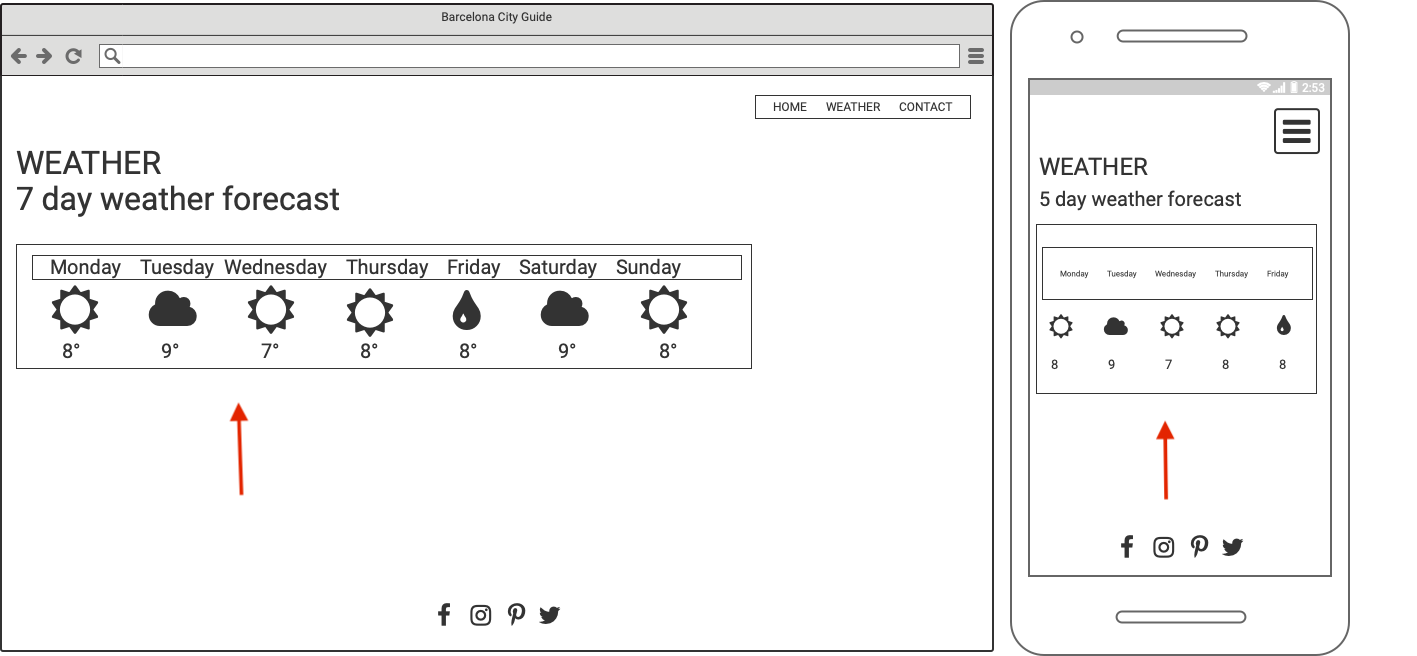 Barcelona City Guide
HOME WEATHER CONTACT
WEATHER
7 day weather forecast
Monday Tuesday Wednesday Thursday Friday Saturday Sunday
8° 9° 7° 8° 8° 9° 8°
2:53
WEATHER
5 day weather forecast
Monday Tuesday Wednesday Thursday Friday
8 9 7 8 8